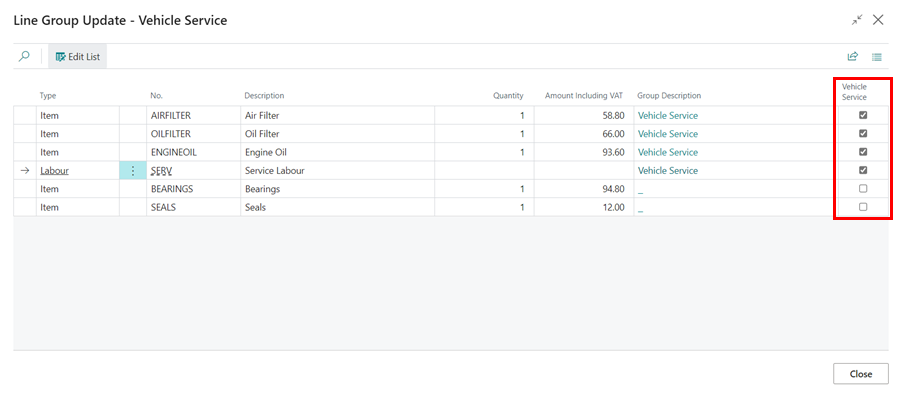 Line Group Update - Vehicle Service
Edit List
Type No. Description Quantity Amount Including VAT Group Description Vehicle Service
Item AIRFILTER Air Filter 1 58.80 Vehicle Service
Item OILFILTER Oil Filter 1 66.00 Vehicle Service
Item ENGINEOIL Engine Oil 1 93.60 Vehicle Service
Labour SERV Service Labour Vehicle Service
Item BEARINGS Bearings 1 94.80 _
Item SEALS Seals 1 12.00 _
Close